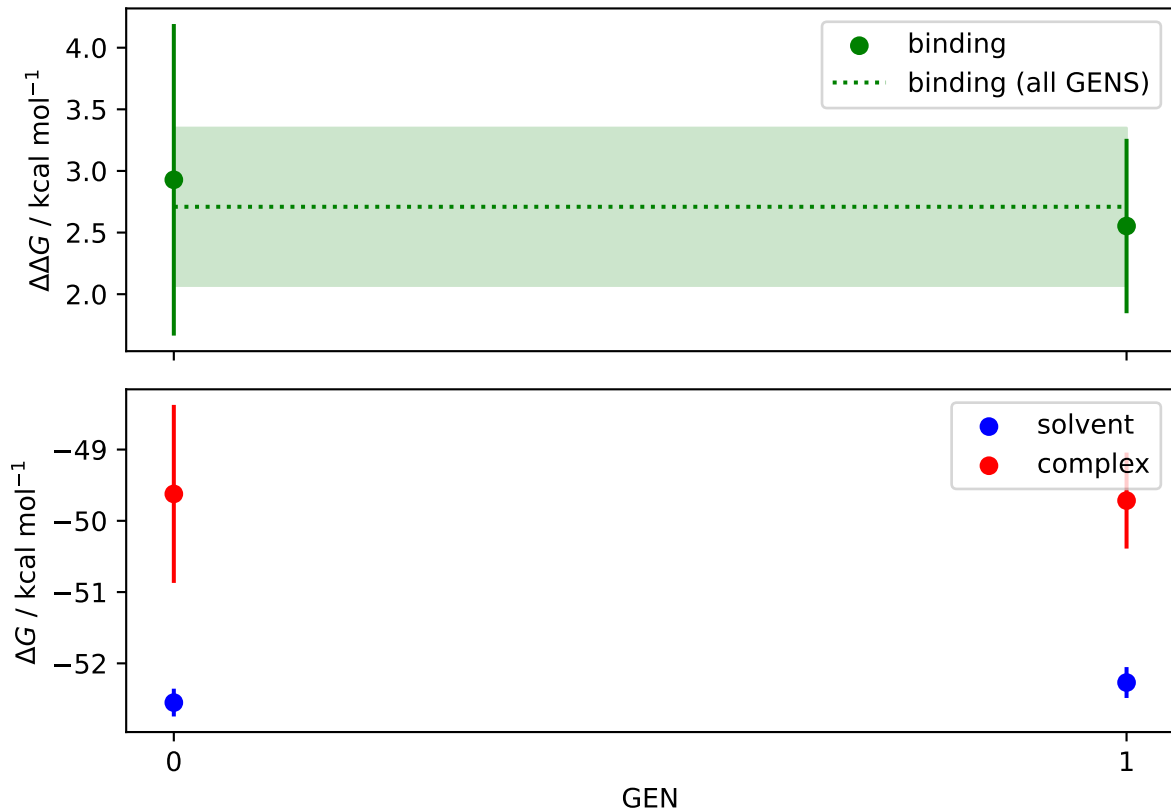 ΔΔG / kcal mol⁻¹
4.0
3.5
3.0
2.5
2.0
binding
binding (all GENS)
ΔG / kcal mol⁻¹
−49
−50
−51
−52
solvent
complex
0
1
GEN